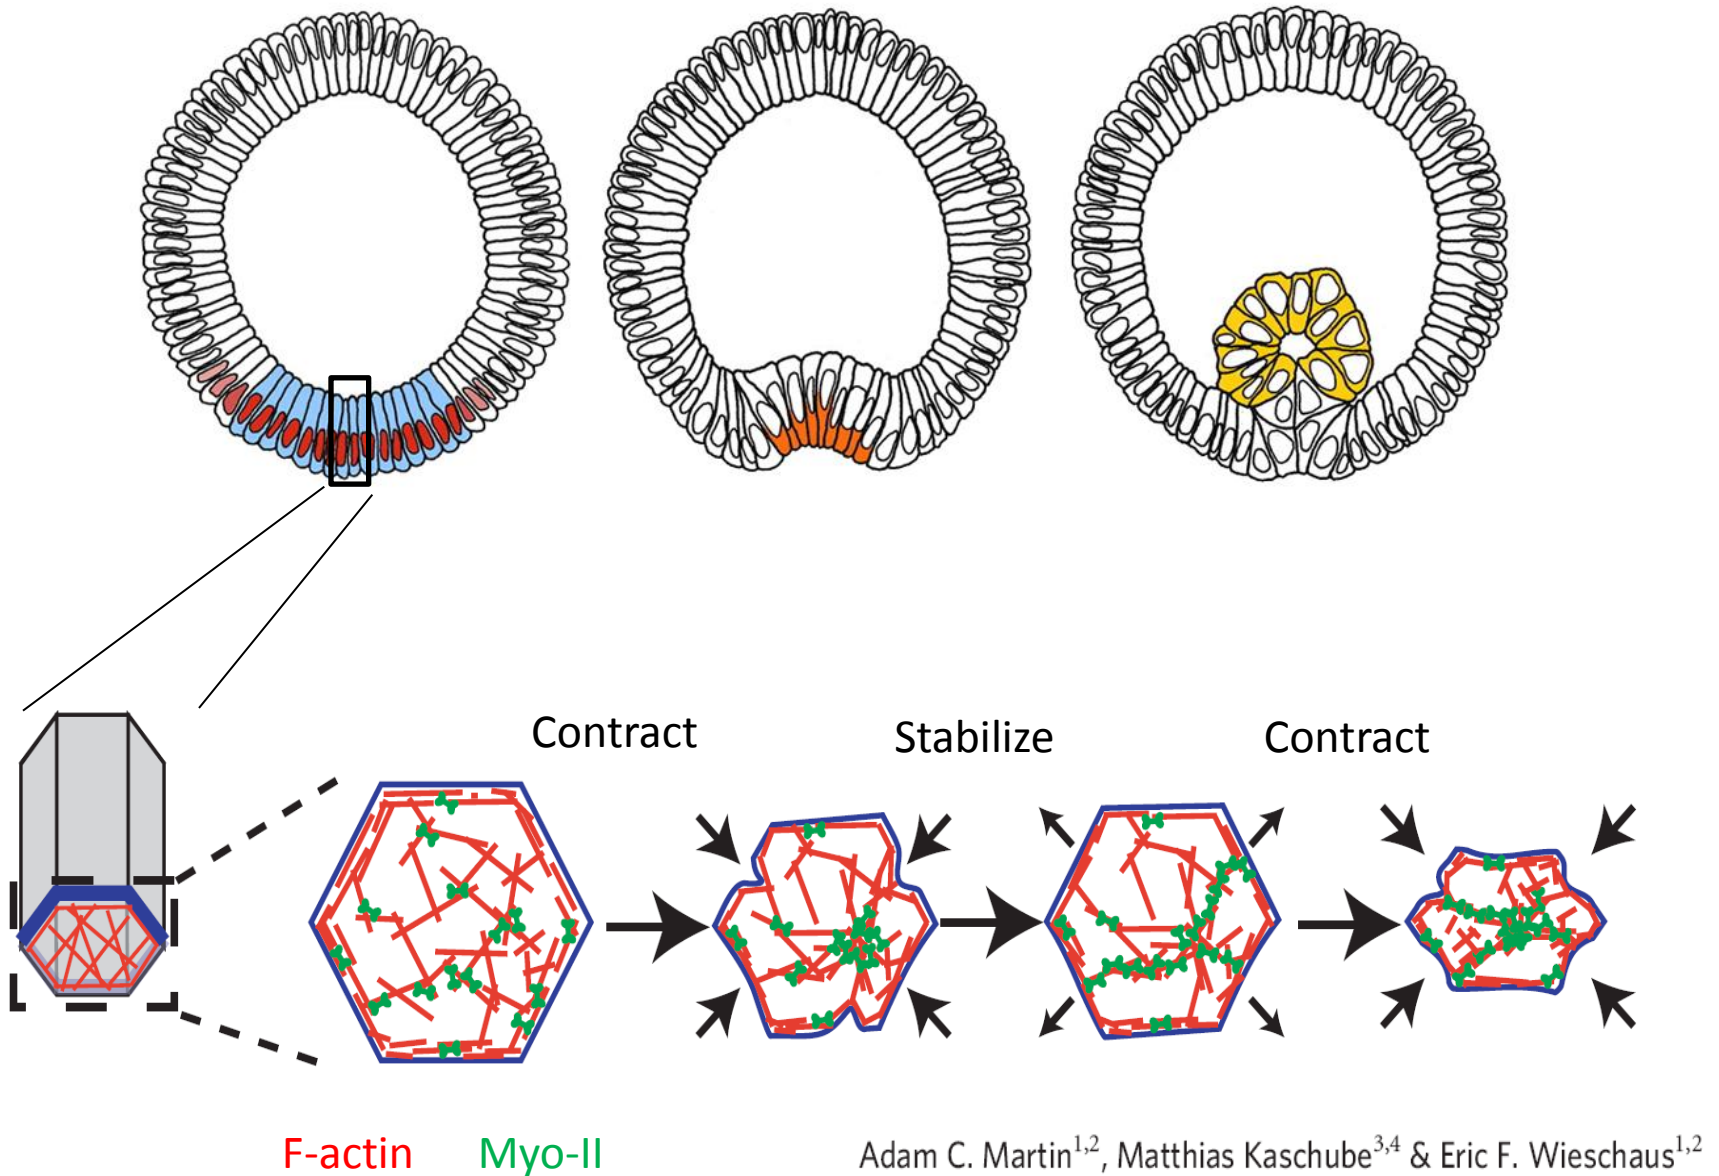 Contract
Stabilize
Contract
F-actin
Myo-II
Adam C. Martin1,2, Matthias Kaschube3,4 & Eric F. Wieschaus1,2